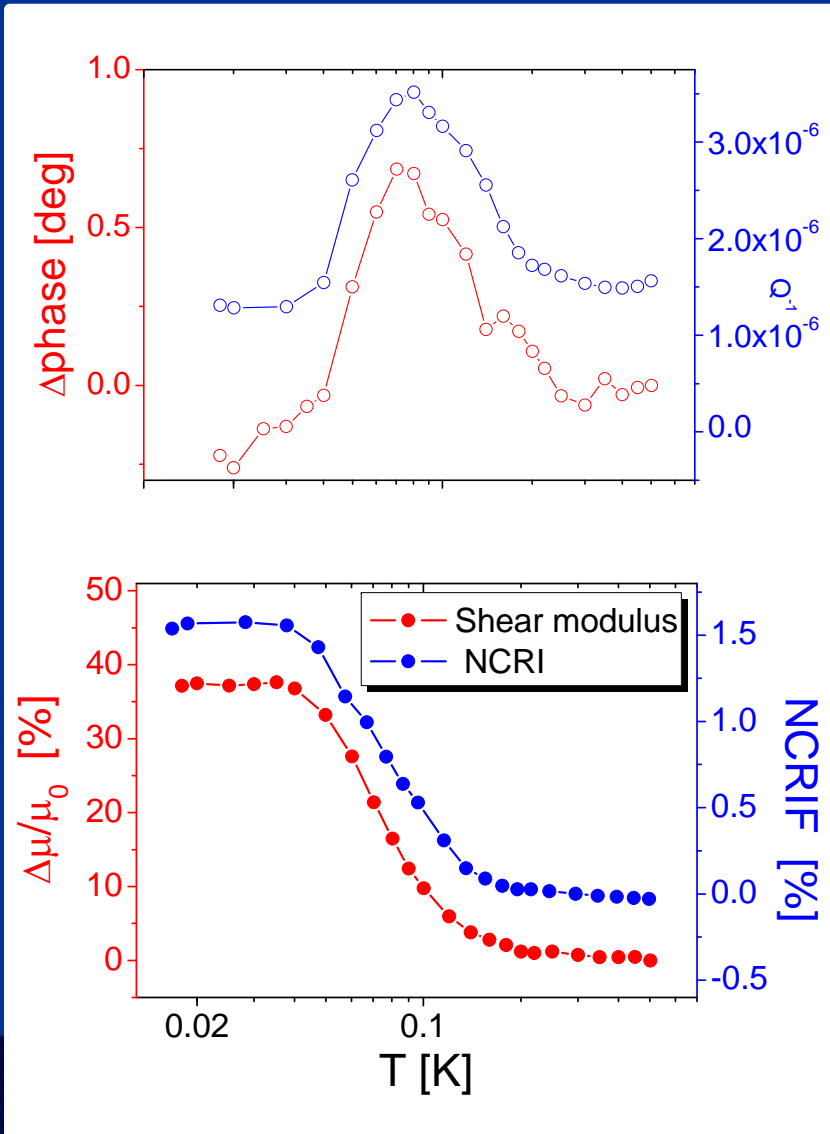 1.0
0.5
0.0
Δphase [deg]
3.0x10⁻⁶
2.0x10⁻⁶
1.0x10⁻⁶
0.0
Q⁻¹
50
40
30
20
10
0
Δμ/μ₀ [%]
Shear modulus
NCRI
1.5
1.0
0.5
0.0
-0.5
NCRIF [%]
0.02 0.1
T [K]